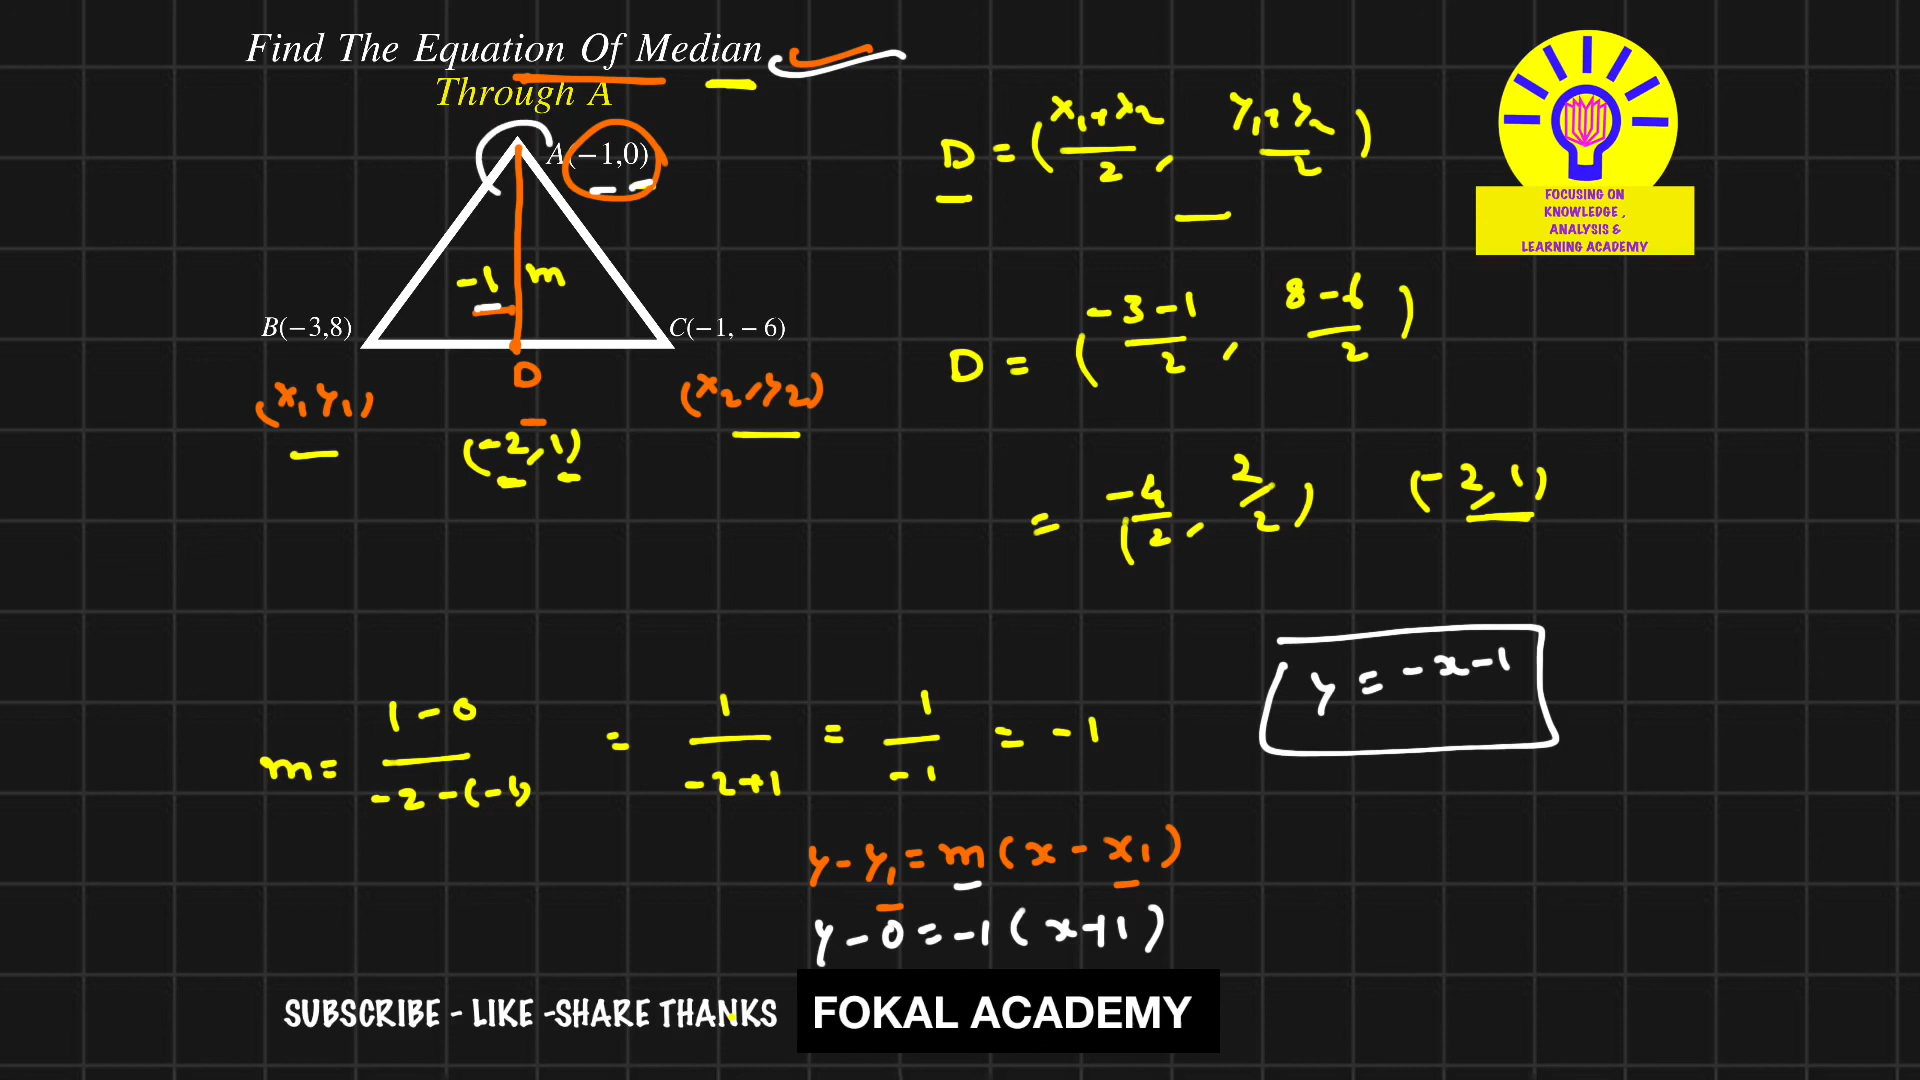 Find The Equation Of Median
Through A
A(−1,0)
-1 m
B(−3,8)
C(−1, − 6)
D
(x₁ y₁)
(x₂, y₂)
(-2, 1)
D = (x₁+x₂/2, y₁+y₂/2)
D = (-3-1/2, 8-6/2)
= (-4/2, 2/2) (-2, 1)
m = 1-0/-2-(-1) = 1/-2+1 = 1/-1 = -1
y = -x-1
y - y₁ = m(x - x₁)
y - 0 = -1(x+1)
FOCUSING ON
KNOWLEDGE ,
ANALYSIS &
LEARNING ACADEMY
SUBSCRIBE - LIKE -SHARE THANKS
FOKAL ACADEMY